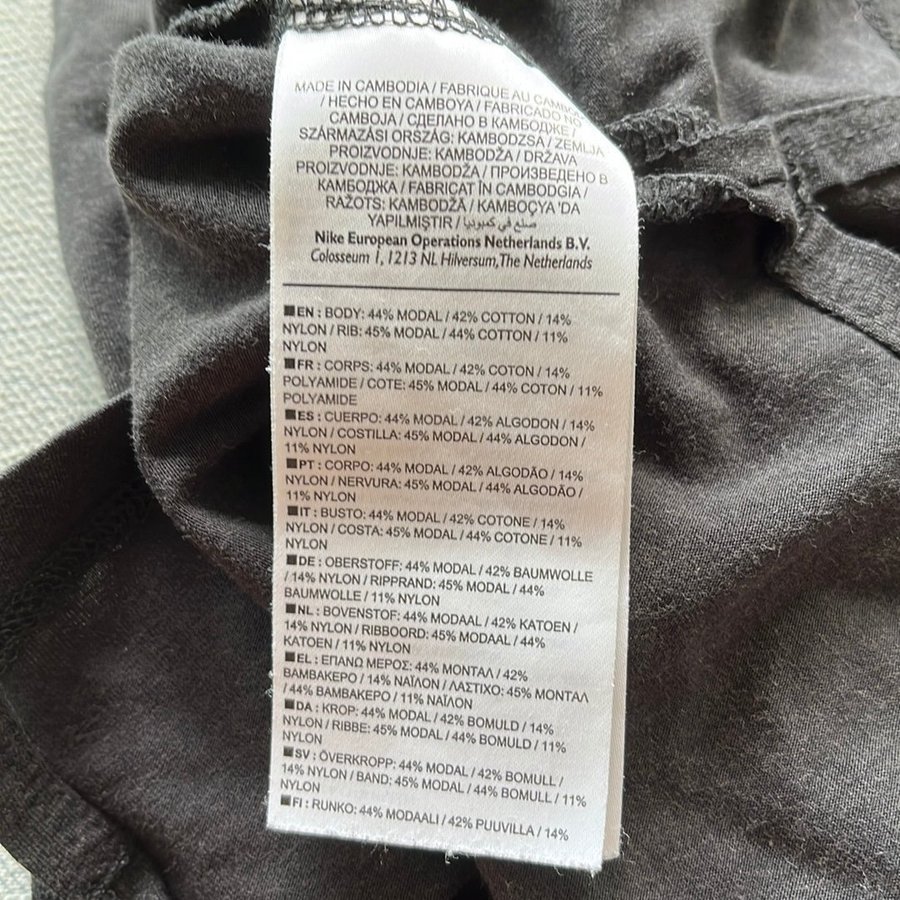 MADE IN CAMBODIA / FABRIQUE AU
/ HECHO EN CAMBOYA / FABRICADO NO
CAMBOJA / СДЕЛАНО В КАМБОДЖЕ /
SZÁRMAZÁSI ORSZÁG: KAMBODZSA / ZEMLJA
PROIZVODNJE: KAMBODŽA / DRŽAVA
PROIZVODNJE: KAMBODŽA / ПРОИЗВЕДЕНО В
КАМБОДЖА / FABRICAT ÎN CAMBODGIA /
RAŽOTS: KAMBODŽĀ / KAMBOÇYA 'DA
YAPILMIŞTIR / صنع في كمبوديا
Nike European Operations Netherlands B.V.
Colosseum 1, 1213 NL Hilversum, The Netherlands
EN : BODY: 44% MODAL / 42% COTTON / 14%
NYLON / RIB: 45% MODAL / 44% COTTON / 11%
NYLON
FR : CORPS: 44% MODAL / 42% COTON / 14%
POLYAMIDE / COTE: 45% MODAL / 44% COTON / 11%
POLYAMIDE
ES : CUERPO: 44% MODAL / 42% ALGODON / 14%
NYLON / COSTILLA: 45% MODAL / 44% ALGODON /
11% NYLON
PT : CORPO: 44% MODAL / 42% ALGODÃO / 14%
NYLON / NERVURA: 45% MODAL / 44% ALGODÃO /
11% NYLON
IT : BUSTO: 44% MODAL / 42% COTONE / 14%
NYLON / COSTA: 45% MODAL / 44% COTONE / 11%
NYLON
DE : OBERSTOFF: 44% MODAL / 42% BAUMWOLLE
/ 14% NYLON / RIPPRAND: 45% MODAL / 44%
BAUMWOLLE / 11% NYLON
NL : BOVENSTOF: 44% MODAAL / 42% KATOEN /
14% NYLON / RIBBOORD: 45% MODAAL / 44%
KATOEN / 11% NYLON
EL : ΕΠΑΝΩ ΜΕΡΟΣ: 44% ΜΟΝΤΑΛ / 42%
ΒΑΜΒΑΚΕΡΟ / 14% ΝΑΪΛΟΝ / ΛΑΣΤΙΧΟ: 45% ΜΟΝΤΑΛ
/ 44% ΒΑΜΒΑΚΕΡΟ / 11% ΝΑΪΛΟΝ
DA : KROP: 44% MODAL / 42% BOMULD / 14%
NYLON / RIBBE: 45% MODAL / 44% BOMULD / 11%
NYLON
SV : ÖVERKROPP: 44% MODAL / 42% BOMULL /
14% NYLON / BAND: 45% MODAL / 44% BOMULL / 11%
NYLON
FI : RUNKO: 44% MODAALI / 42% PUUVILLA / 14%